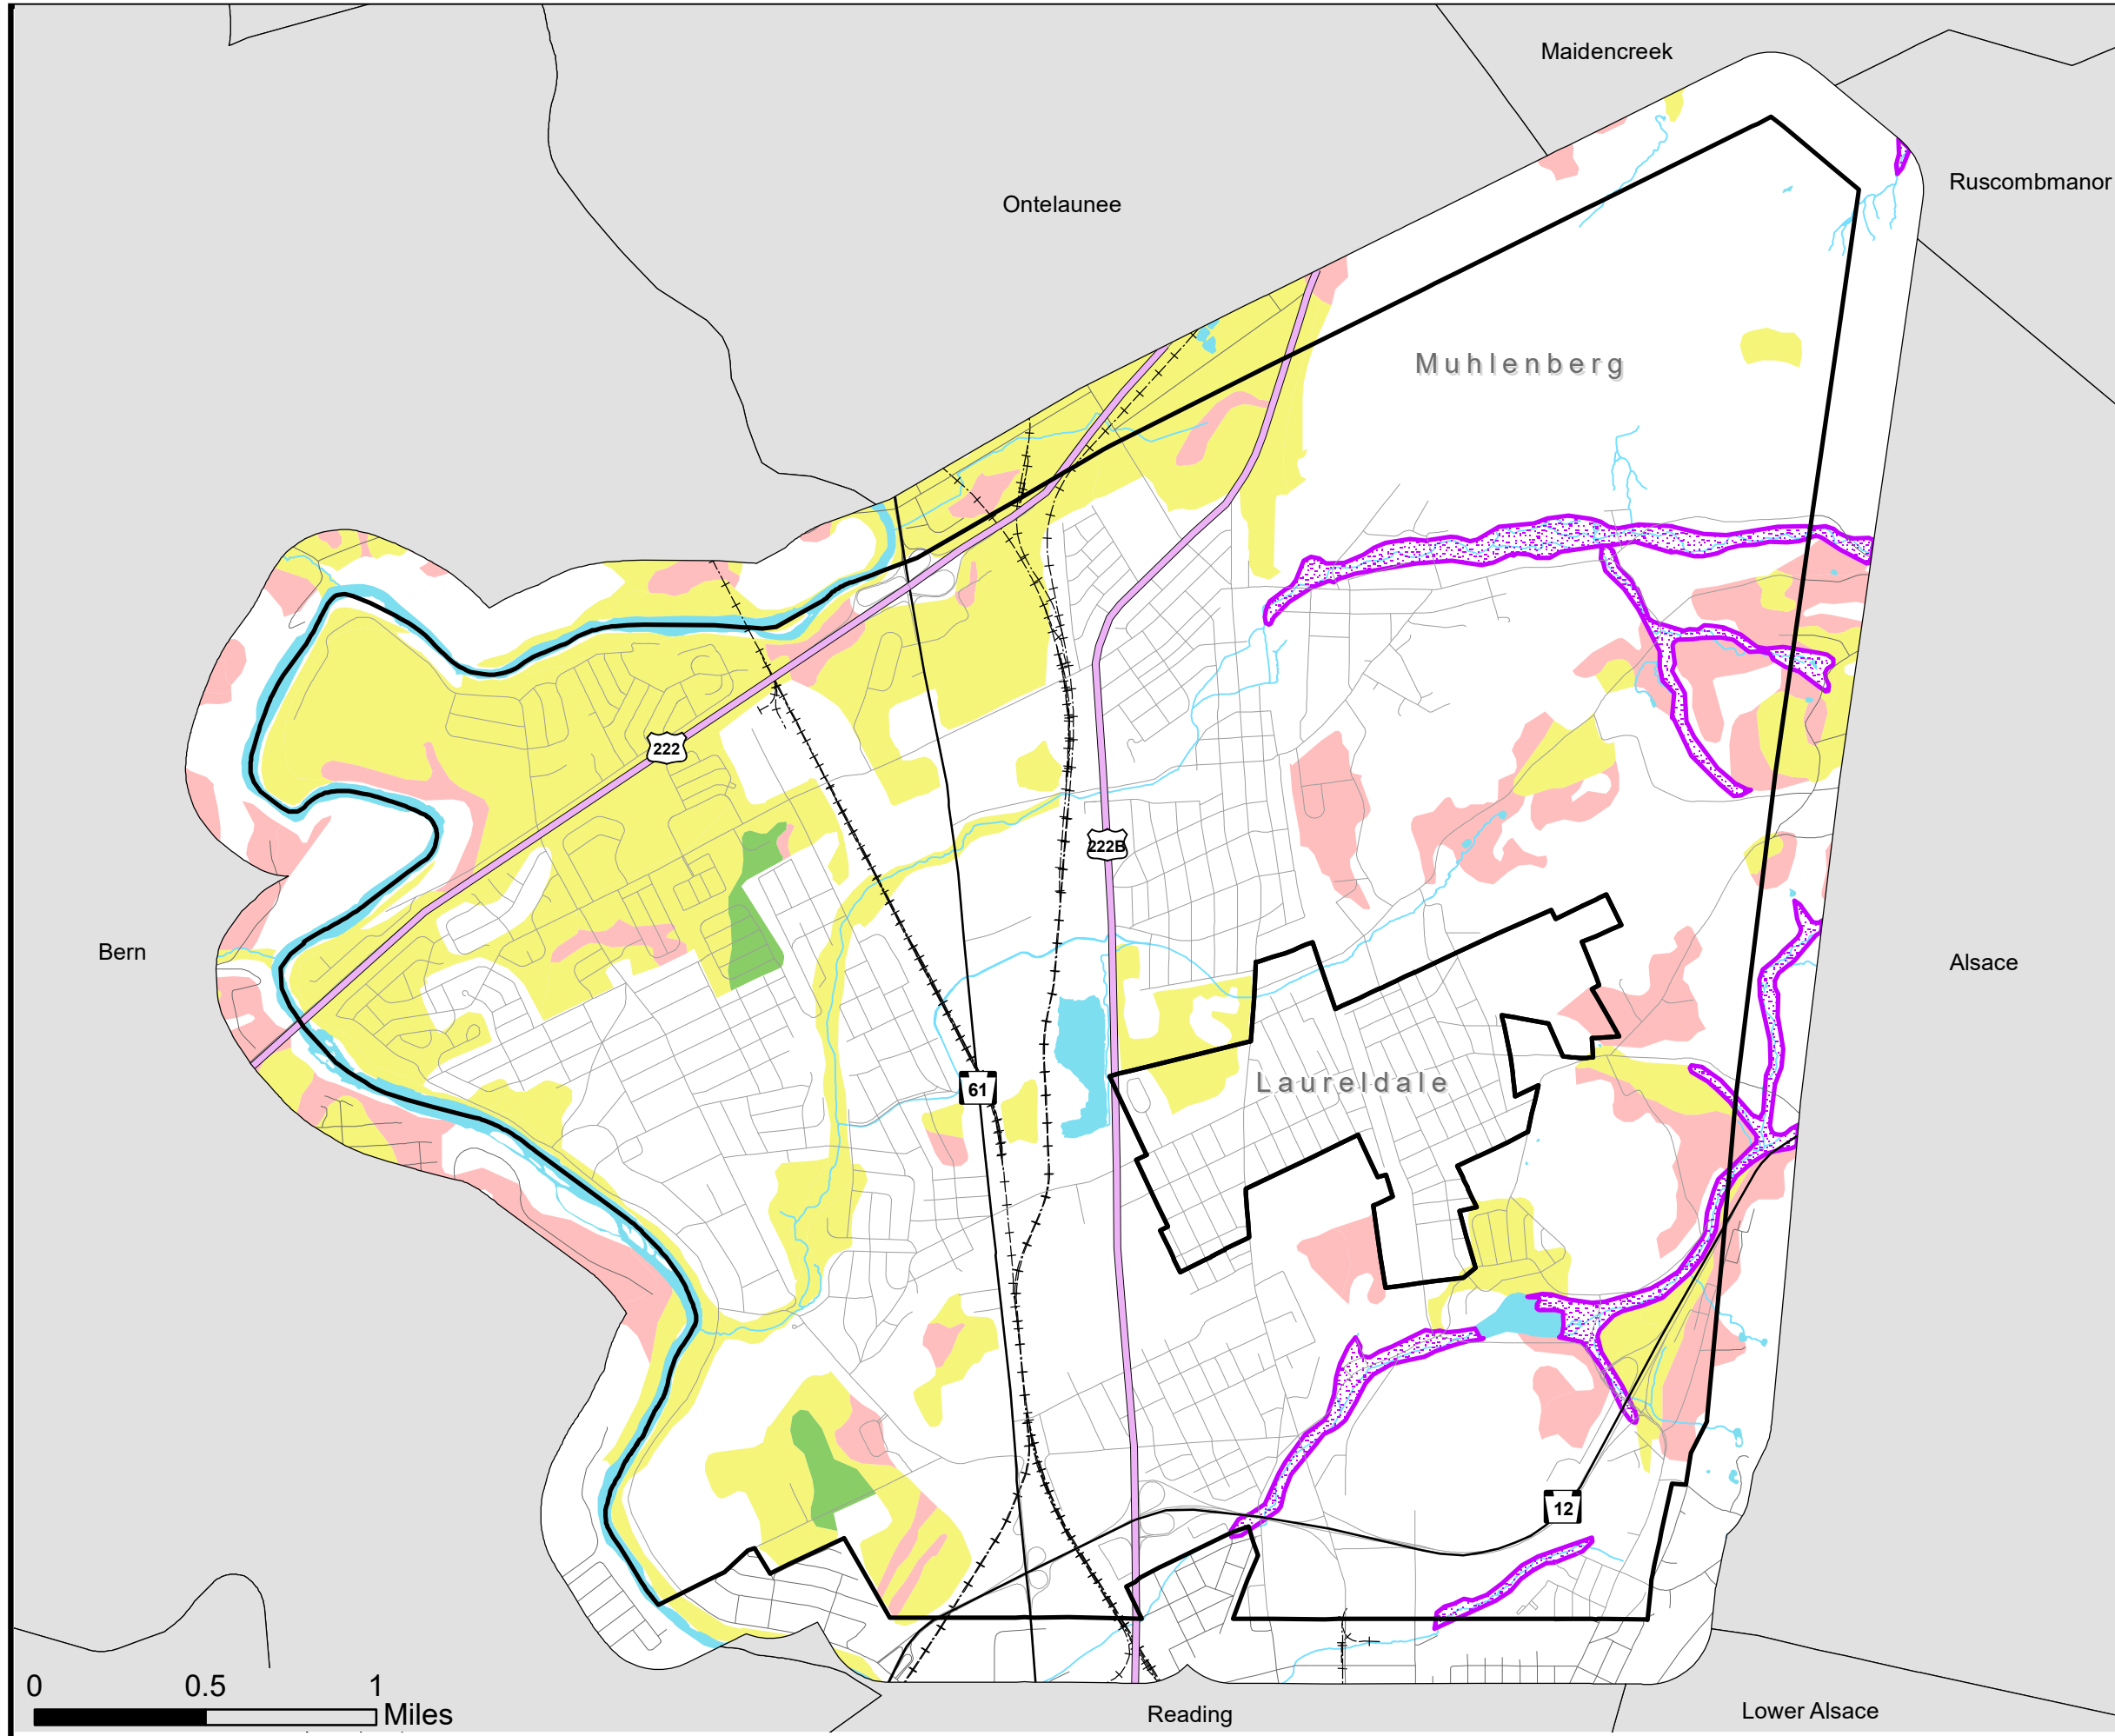 Maidencreek
Ruscombmanor
Ontelaunee
Muhlenberg
222
222B
Bern
Alsace
Laureldale
61
12
0 0.5 1
Miles
Reading
Lower Alsace